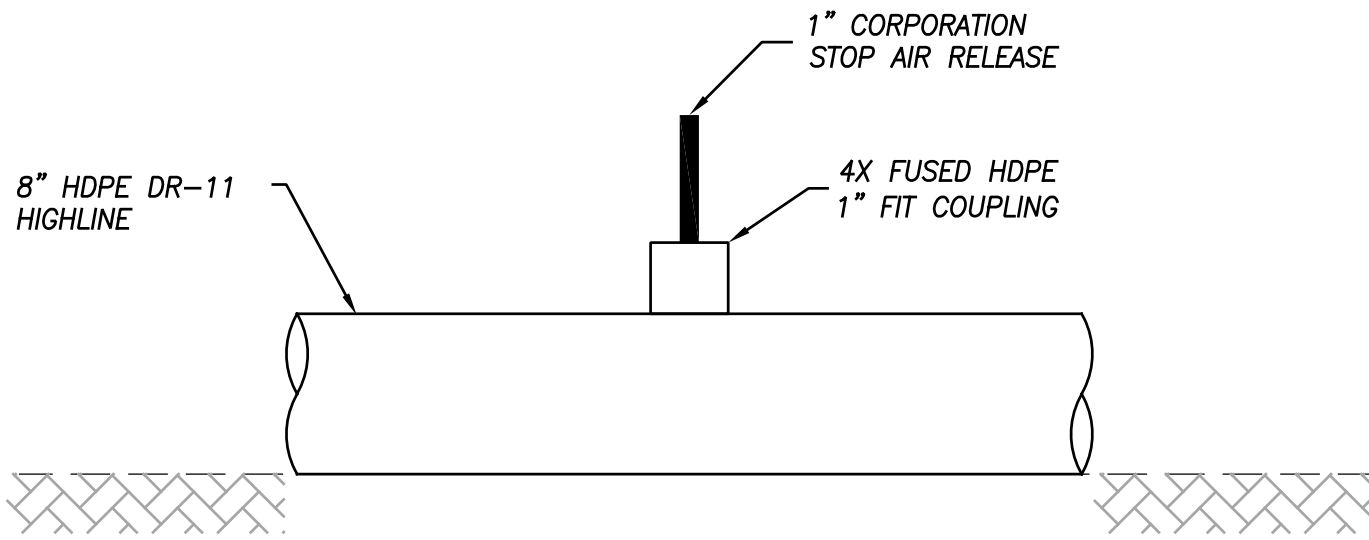 1” CORPORATION
STOP AIR RELEASE
4X FUSED HDPE
1” FIT COUPLING
8” HDPE DR-11
HIGHLINE